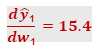 dŷ₁/dw₁ = 15.4